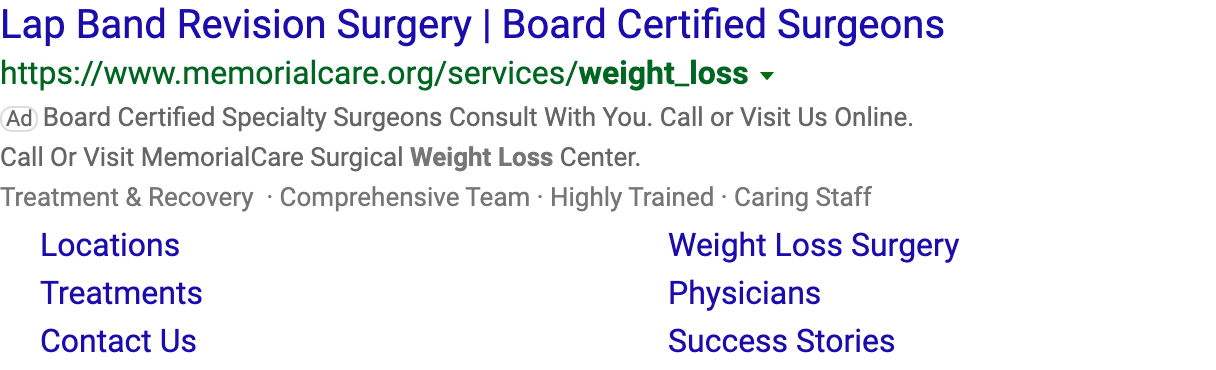 Lap Band Revision Surgery | Board Certified Surgeons
https://www.memorialcare.org/services/weight_loss
Ad Board Certified Specialty Surgeons Consult With You. Call or Visit Us Online.
Call Or Visit MemorialCare Surgical Weight Loss Center.
Treatment & Recovery · Comprehensive Team · Highly Trained · Caring Staff
Locations Weight Loss Surgery
Treatments Physicians
Contact Us Success Stories